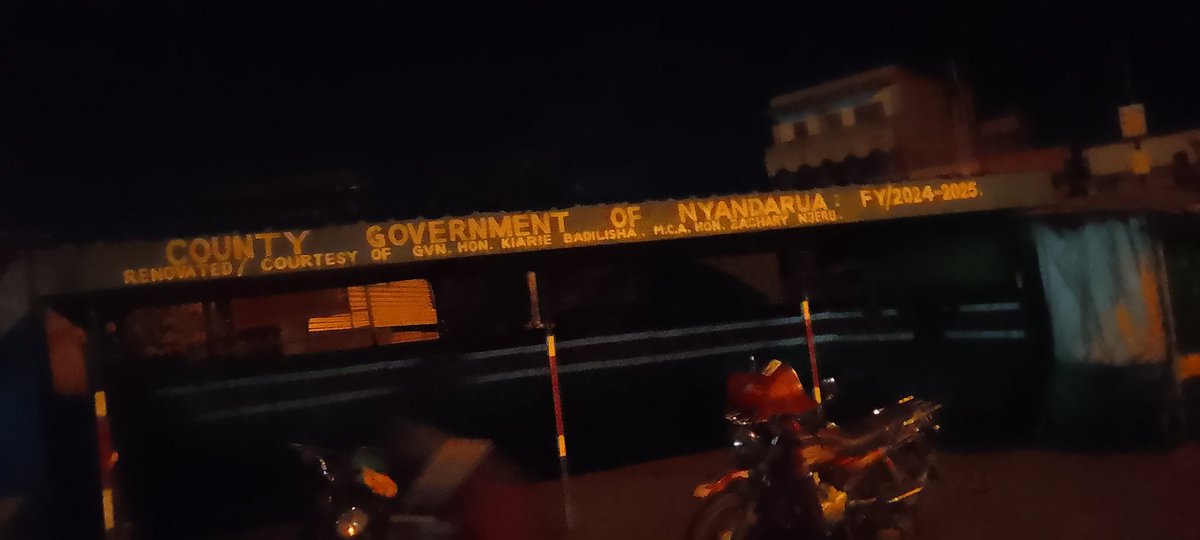 COUNTY GOVERNMENT OF NYANDARUA: FY/2024-2025.
RENOVATED/ COURTESY OF GVN. HON. KIARIE BADILISHA. M.C.A. HON. ZACHARY NJERU.